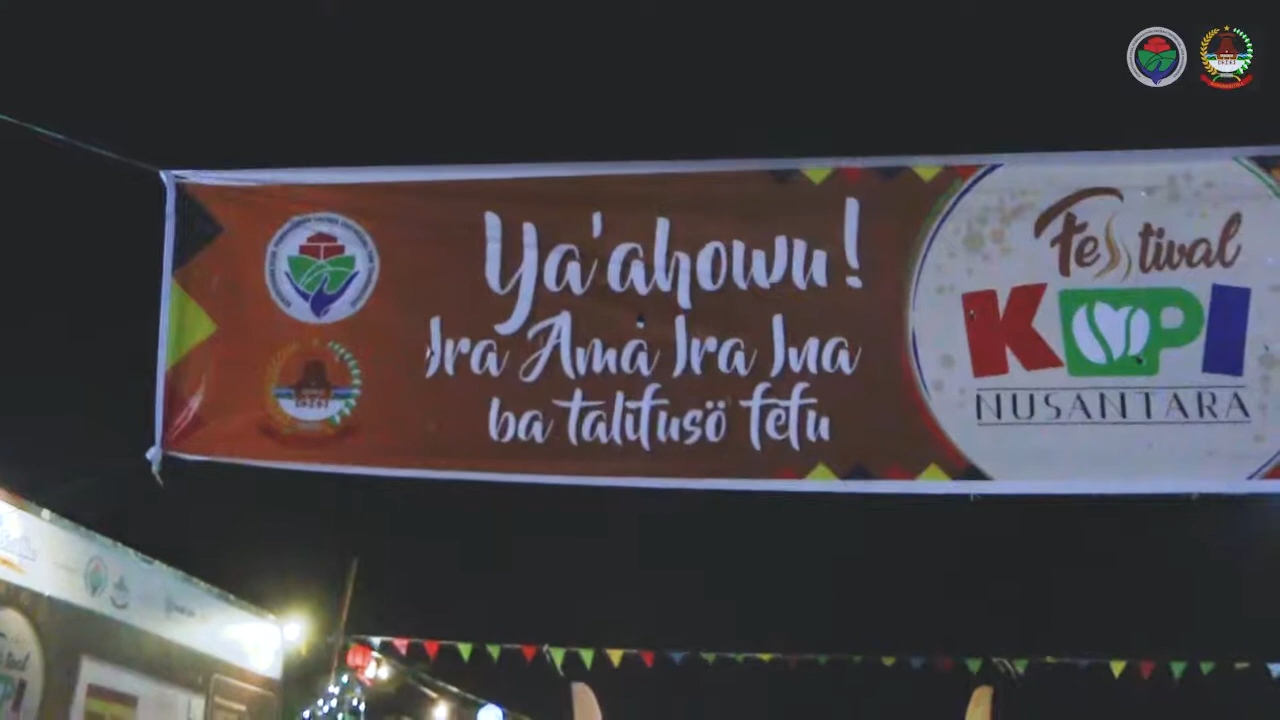 Ya'ahowu!
Ira Ama Ira Ina
ba talifusö fefu
Festival
KOPI
NUSANTARA